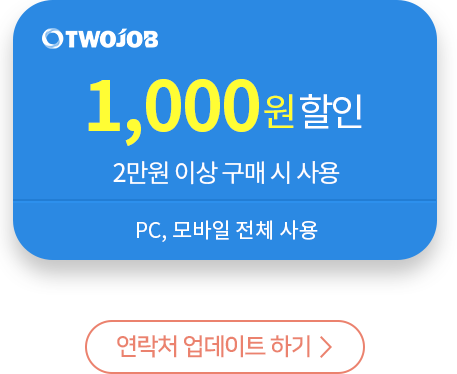 TWOJOB
1,000원 할인
2만원 이상 구매 시 사용
PC, 모바일 전체 사용
연락처 업데이트 하기 >